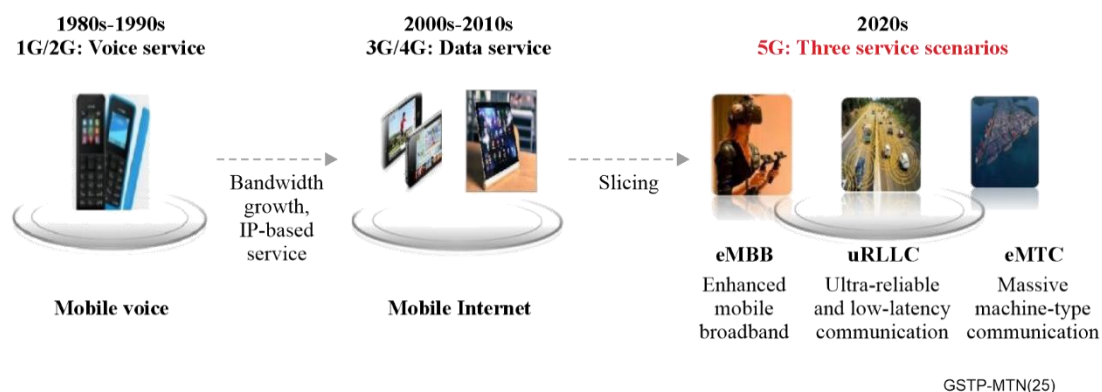 1980s-1990s
1G/2G: Voice service
2000s-2010s
3G/4G: Data service
2020s
5G: Three service scenarios
Bandwidth
growth,
IP-based
service
Slicing
Mobile voice
Mobile Internet
eMBB
Enhanced
mobile
broadband
uRLLC
Ultra-reliable
and low-latency
communication
eMTC
Massive
machine-type
communication
GSTP-MTN(25)